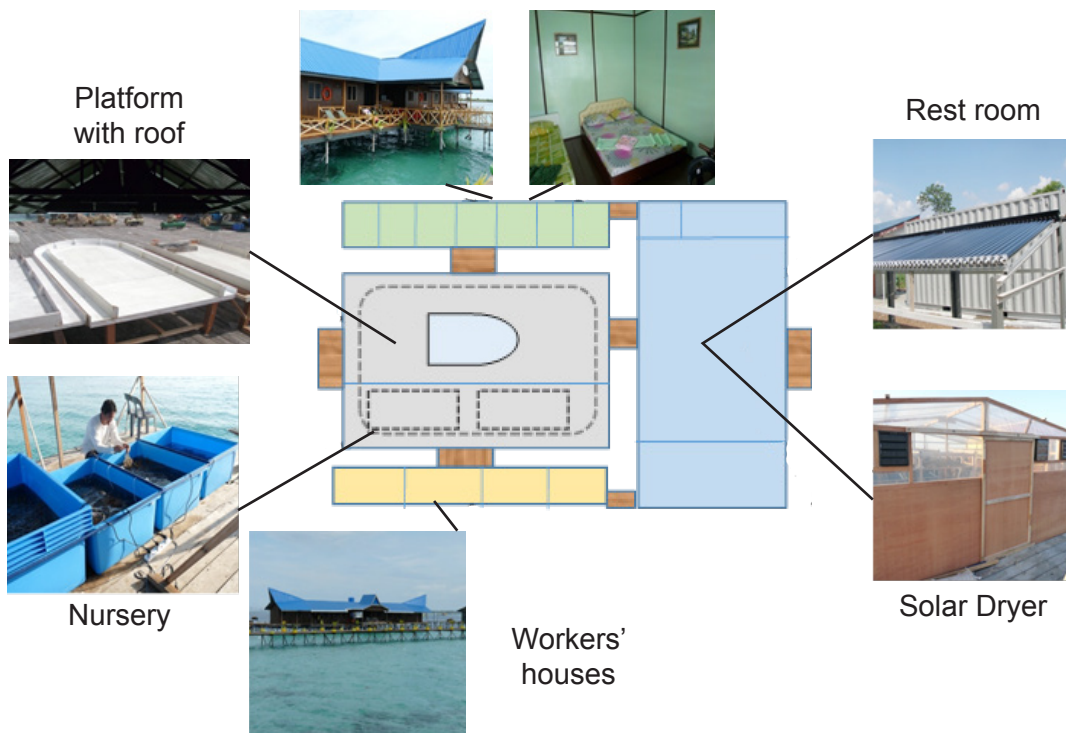 Platform
with roof
Rest room
Nursery
Solar Dryer
Workers'
houses